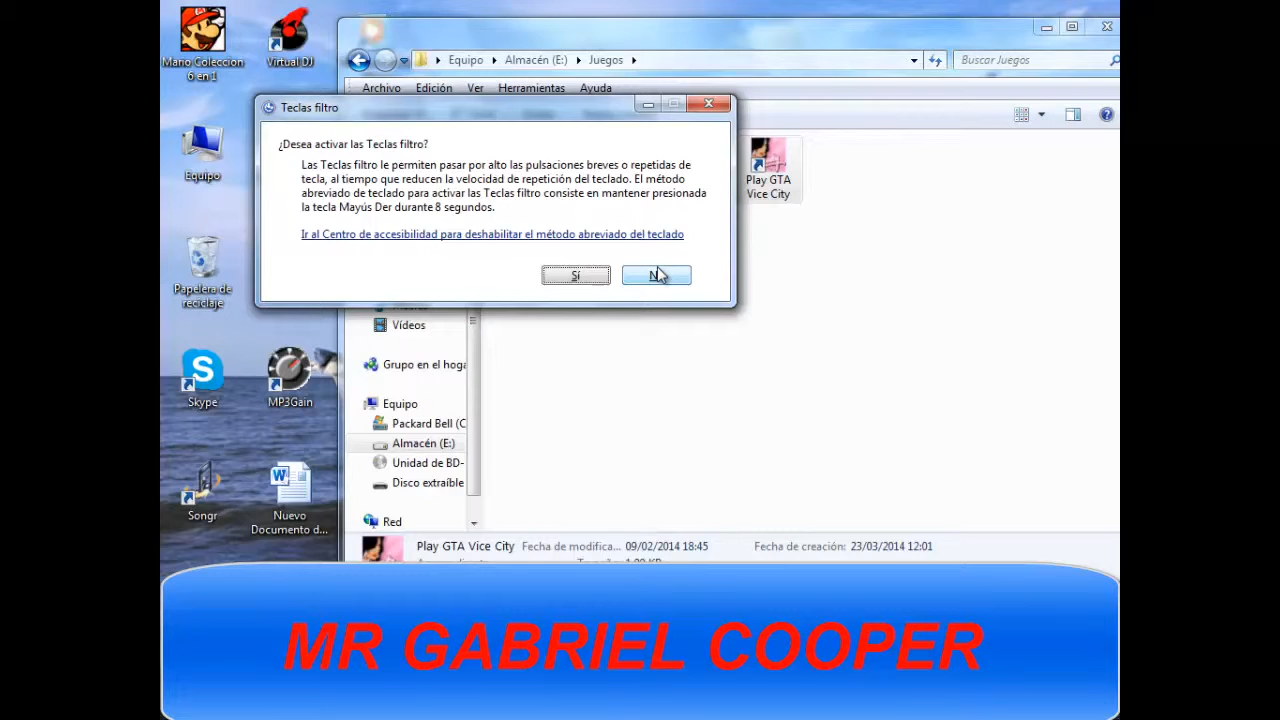 Mario Coleccion
6 en 1
Virtual DJ
Equipo
Papelera de
reciclaje
Skype
MP3Gain
Songr
Nuevo
Documento d...
Equipo
Almacén (E:)
Juegos
Buscar Juegos
Archivo
Edición
Ver
Herramientas
Ayuda
Teclas filtro
¿Desea activar las Teclas filtro?
Las Teclas filtro le permiten pasar por alto las pulsaciones breves o repetidas de
tecla, al tiempo que reducen la velocidad de repetición del teclado. El método
abreviado de teclado para activar las Teclas filtro consiste en mantener presionada
la tecla Mayús Der durante 8 segundos.
Ir al Centro de accesibilidad para deshabilitar el método abreviado del teclado
Sí
Play GTA
Vice City
Vídeos
Grupo en el hoga
Equipo
Packard Bell (C
Almacén (E:)
Unidad de BD-
Disco extraíble
Red
Play GTA Vice City
Fecha de modifica... 09/02/2014 18:45
Fecha de creación: 23/03/2014 12:01
MR GABRIEL COOPER